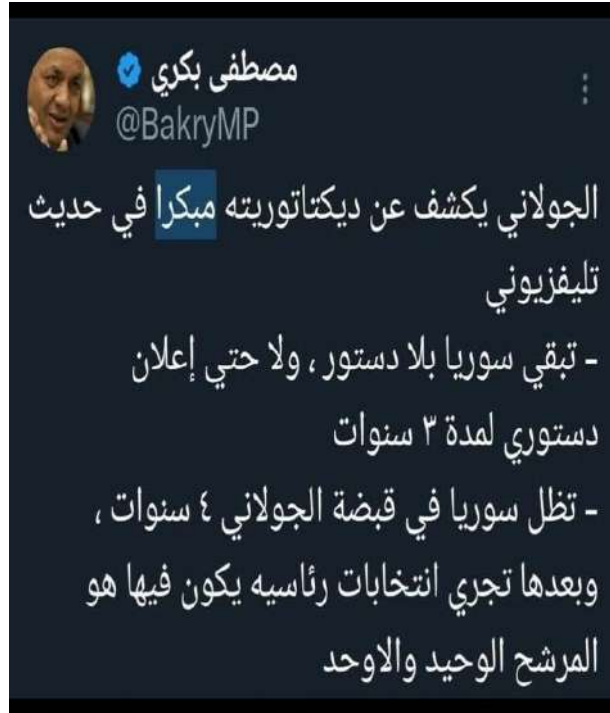 مصطفى بكري
@BakryMP
الجولاني يكشف عن ديكتاتوريته مبكرا في حديث
تليفزيوني
- تبقي سوريا بلا دستور ، ولا حتي إعلان
دستوري لمدة ٣ سنوات
- تظل سوريا في قبضة الجولاني ٤ سنوات ،
وبعدها تجري انتخابات رئاسيه يكون فيها هو
المرشح الوحيد والاوحد